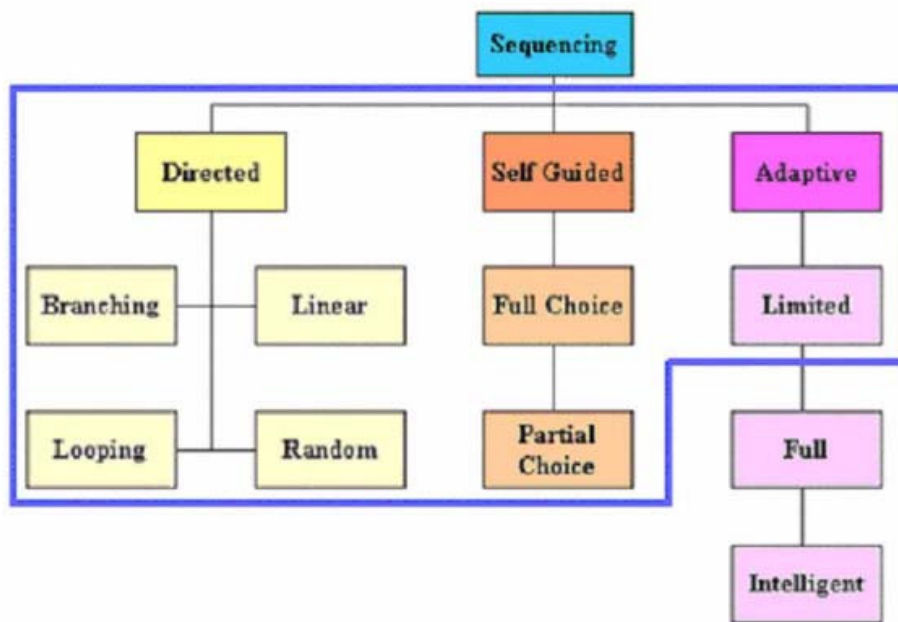 Sequencing
Directed
Self Guided
Adaptive
Branching
Linear
Full Choice
Limited
Looping
Random
Partial
Choice
Full
Intelligent